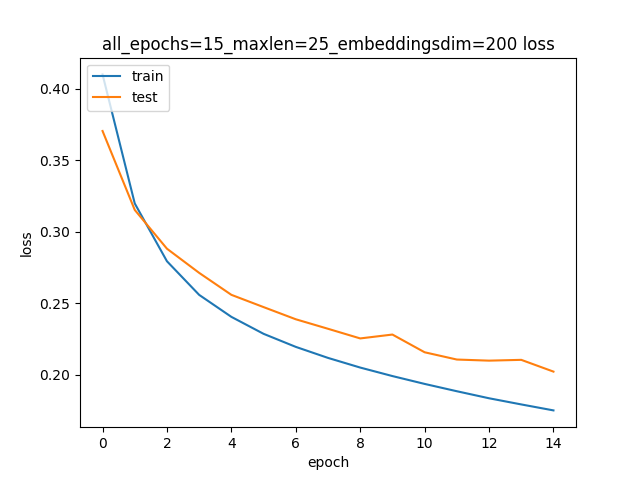 all_epochs=15_maxlen=25_embeddingsdim=200 loss
train
test
loss
0.40
0.35
0.30
0.25
0.20
0 2 4 6 8 10 12 14
epoch